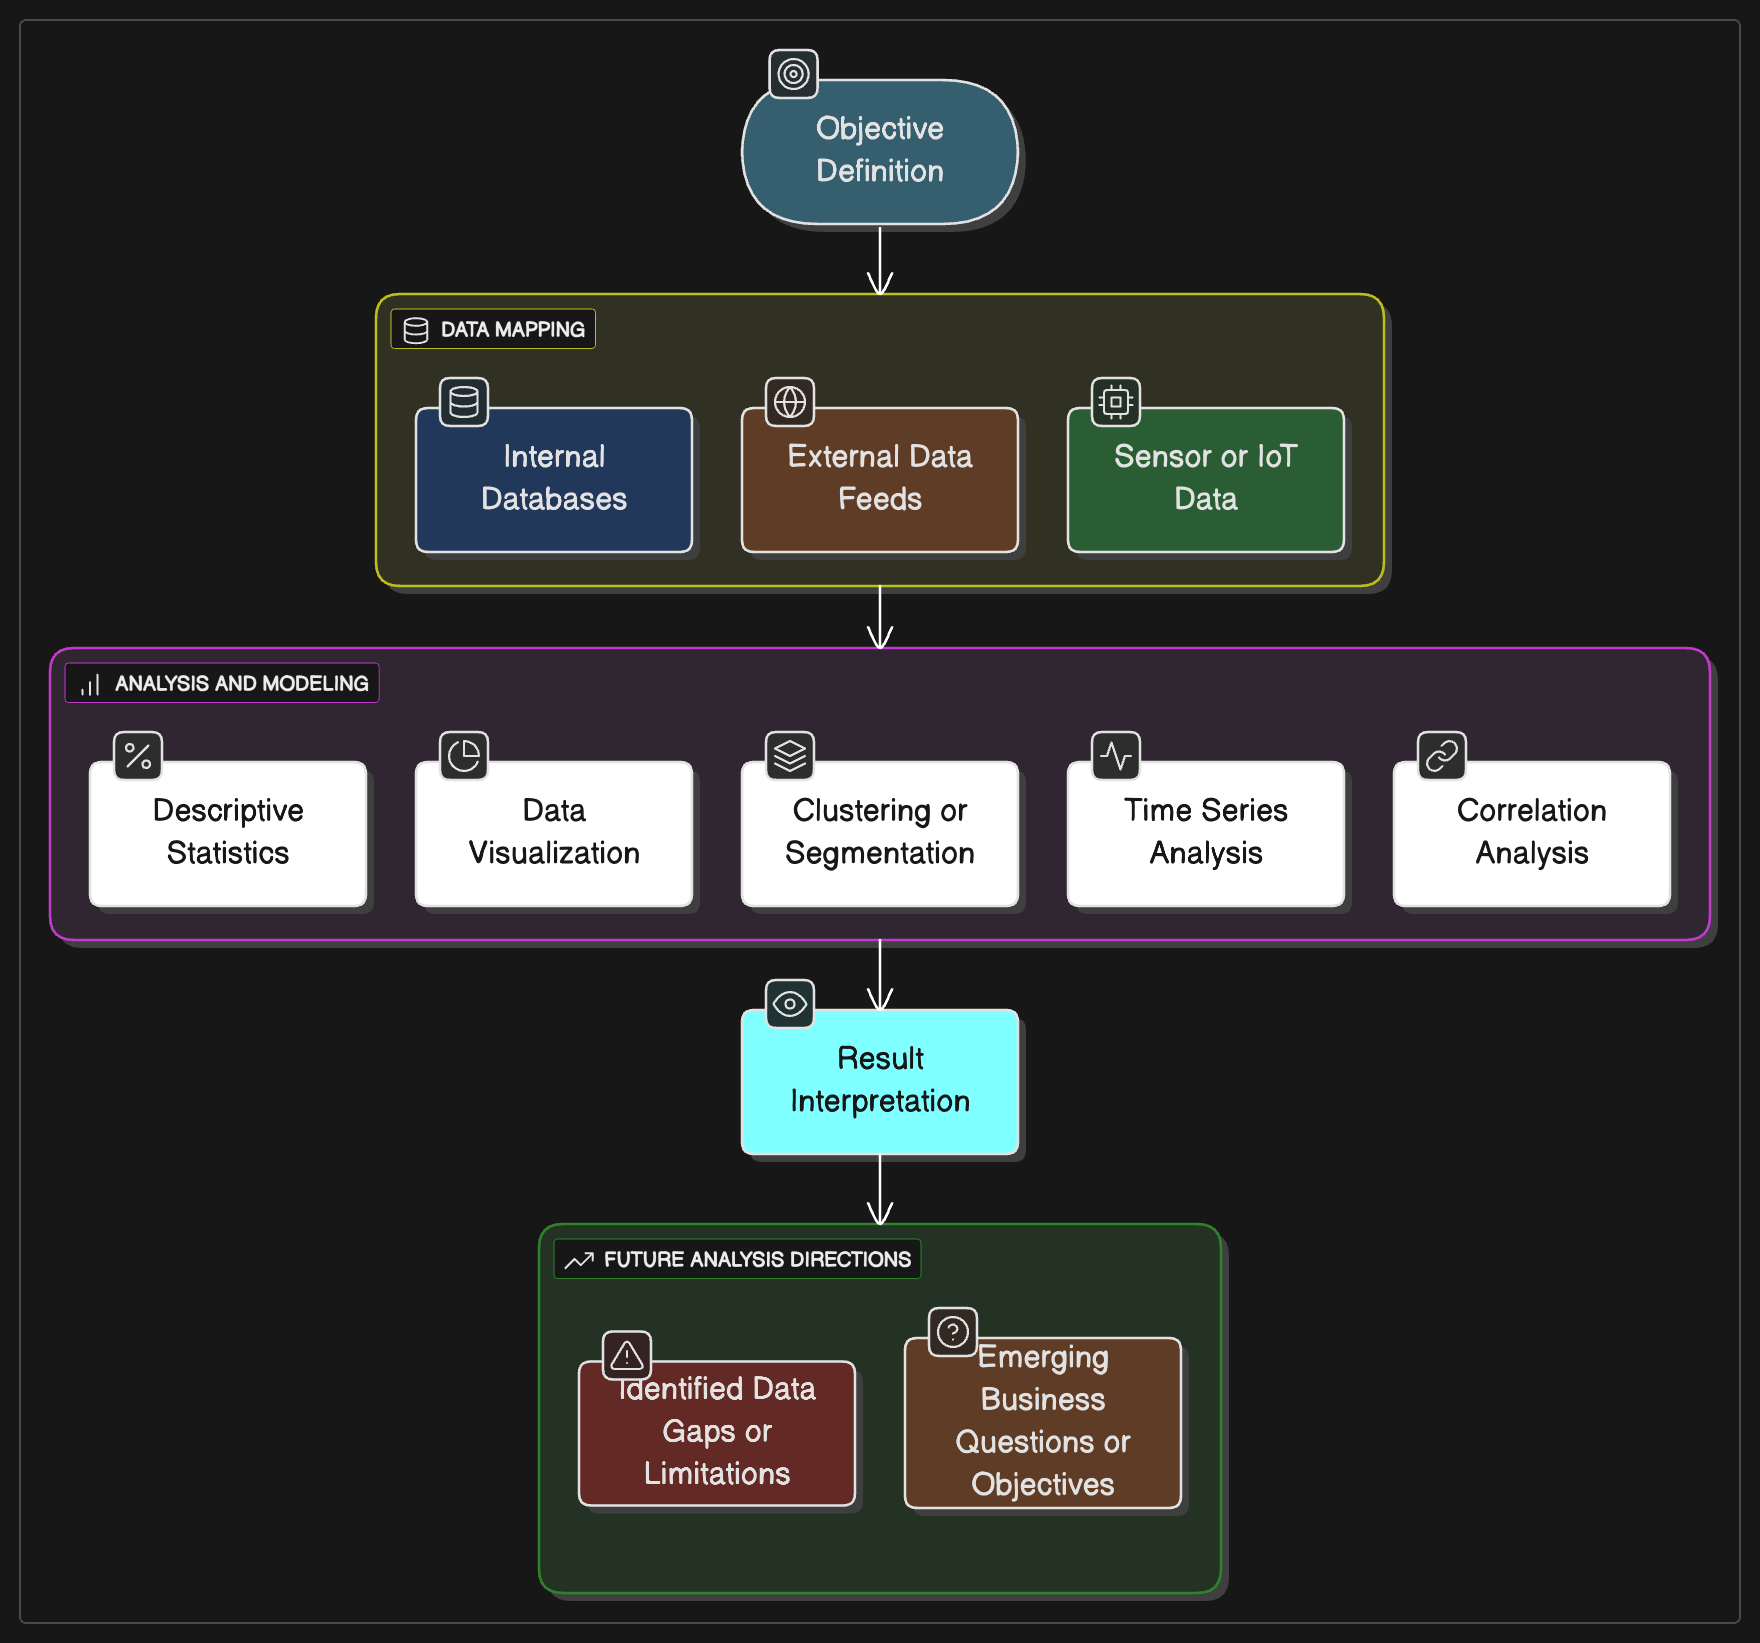 Objective
Definition
DATA MAPPING
Internal
Databases
External Data
Feeds
Sensor or IoT
Data
ANALYSIS AND MODELING
Descriptive
Statistics
Data
Visualization
Clustering or
Segmentation
Time Series
Analysis
Correlation
Analysis
Result
Interpretation
FUTURE ANALYSIS DIRECTIONS
Identified Data
Gaps or
Limitations
Emerging
Business
Questions or
Objectives